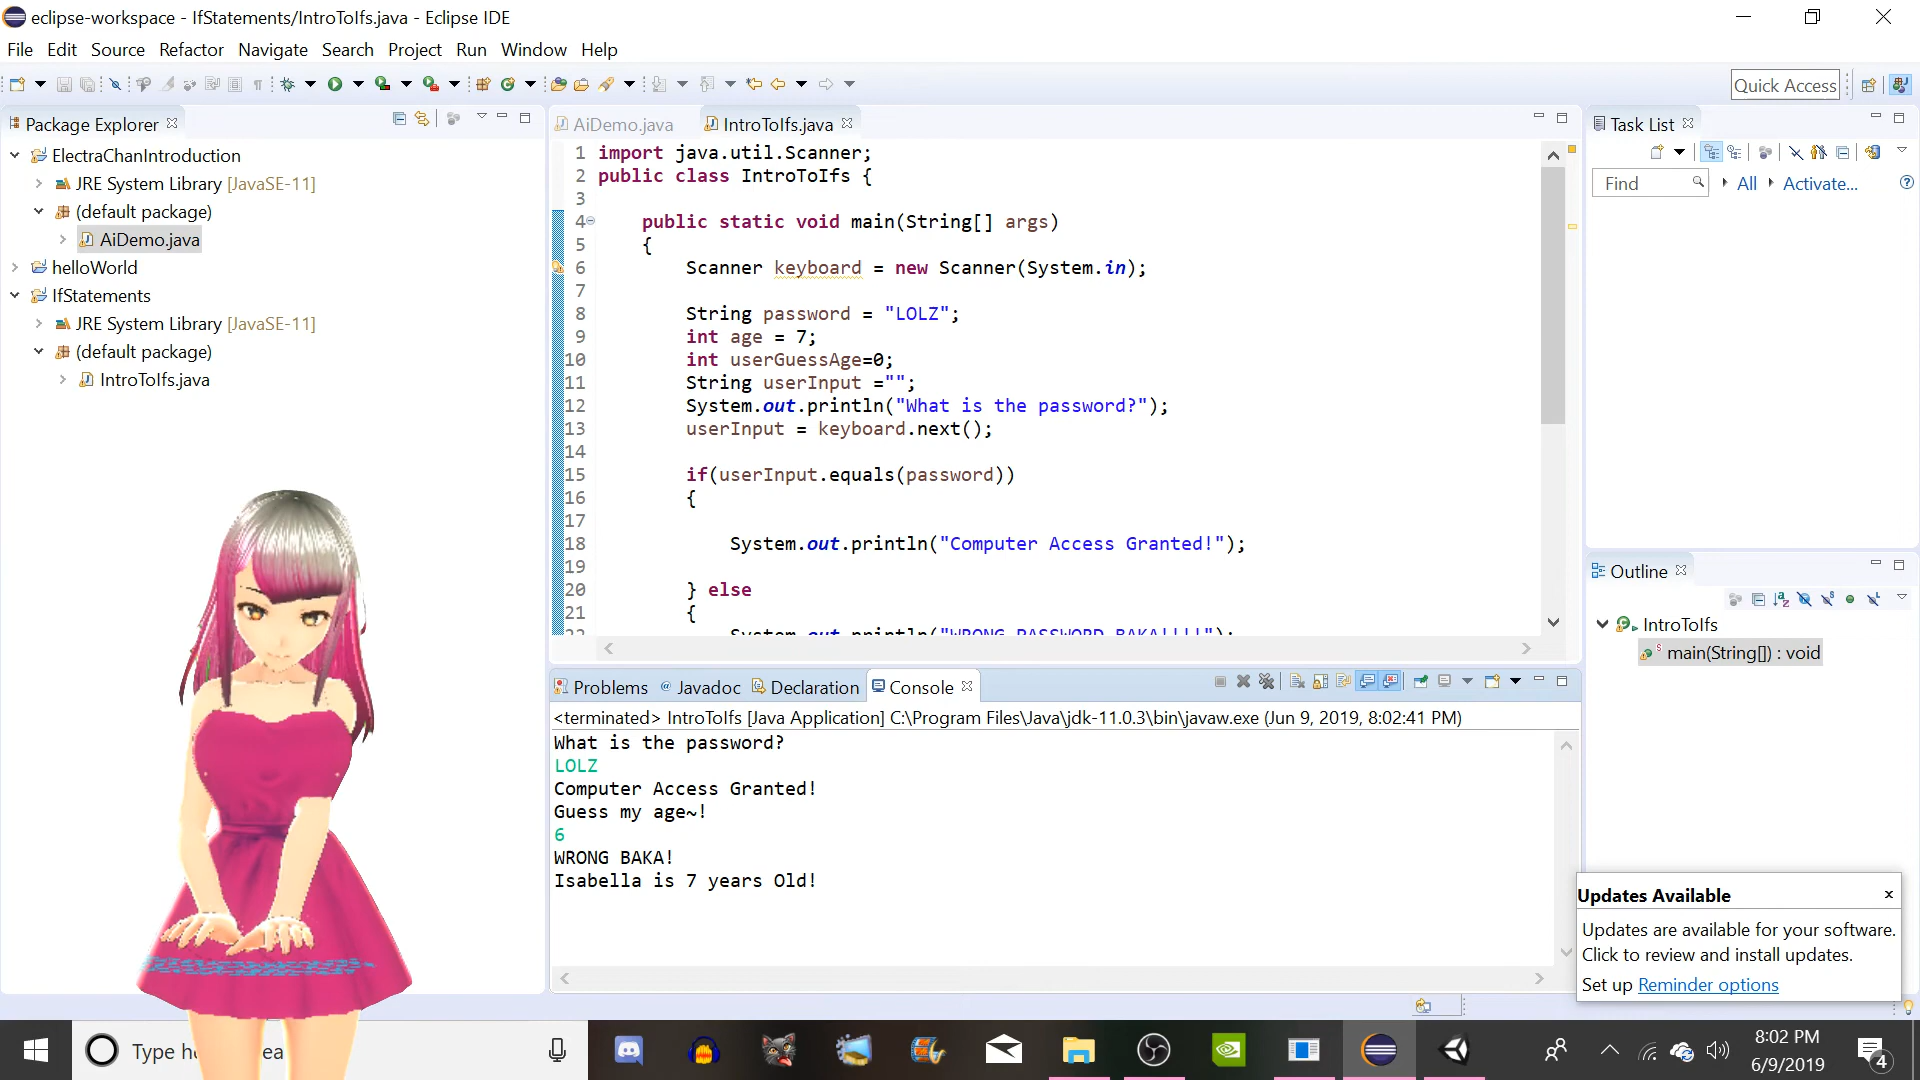 eclipse-workspace - IfStatements/IntroToIfs.java - Eclipse IDE
File Edit Source Refactor Navigate Search Project Run Window Help
Quick Access
Package Explorer
ElectraChanIntroduction
JRE System Library [JavaSE-11]
(default package)
AiDemo.java
helloWorld
IfStatements
JRE System Library [JavaSE-11]
(default package)
IntroToIfs.java
AiDemo.java IntroToIfs.java
1 import java.util.Scanner;
2 public class IntroToIfs {
3
4 public static void main(String[] args)
5 {
6 Scanner keyboard = new Scanner(System.in);
7
8 String password = "LOLZ";
9 int age = 7;
10 int userGuessAge=0;
11 String userInput ="";
12 System.out.println("What is the password?");
13 userInput = keyboard.next();
14
15 if(userInput.equals(password))
16 {
17
18 System.out.println("Computer Access Granted!");
19
20 } else
21 {
22 System.out.println("WRONG PASSWORD BAKA!!!!!");
Task List
Find All Activate...
Outline
IntroToIfs
main(String[]) : void
Problems @ Javadoc Declaration Console
<terminated> IntroToIfs [Java Application] C:\Program Files\Java\jdk-11.0.3\bin\javaw.exe (Jun 9, 2019, 8:02:41 PM)
What is the password?
LOLZ
Computer Access Granted!
Guess my age~!
6
WRONG BAKA!
Isabella is 7 years Old!
Updates Available
Updates are available for your software.
Click to review and install updates.
Set up Reminder options
Type
8:02 PM
6/9/2019
4